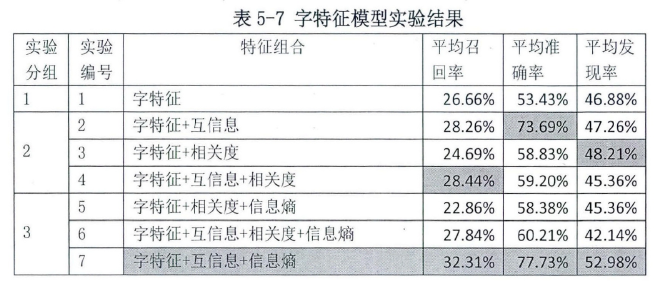 表 5-7 字特征模型实验结果
实验分组 实验编号 特征组合 平均召回率 平均准确率 平均发现率
1 1 字特征 26.66% 53.43% 46.88%
2 2 字特征+互信息 28.26% 73.69% 47.26%
3 字特征+相关度 24.69% 58.83% 48.21%
4 字特征+互信息+相关度 28.44% 59.20% 45.36%
3 5 字特征+相关度+信息熵 22.86% 58.38% 45.36%
6 字特征+互信息+相关度+信息熵 27.84% 60.21% 42.14%
7 字特征+互信息+信息熵 32.31% 77.73% 52.98%